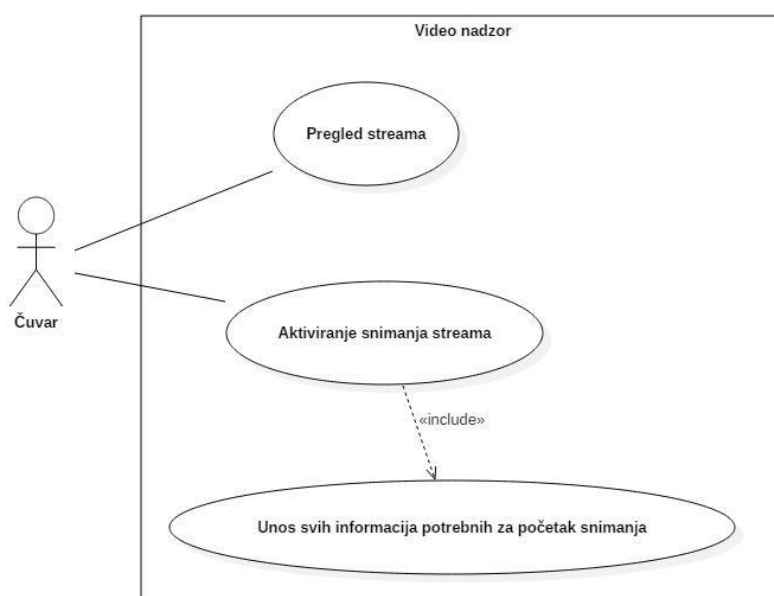 Video nadzor
Pregled streama
Čuvar
Aktiviranje snimanja streama
«include»
Unos svih informacija potrebnih za početak snimanja